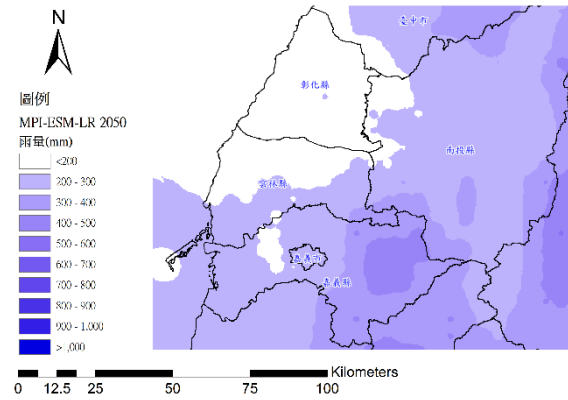 N
圖例
MPI-ESM-LR 2050
雨量(mm)
<200
200 - 300
300 - 400
400 - 500
500 - 600
600 - 700
700 - 800
800 - 900
900 - 1.000
> 1,000
臺中市
彰化縣
南投縣
雲林縣
嘉義市
嘉義縣
Kilometers
0 12.5 25 50 75 100